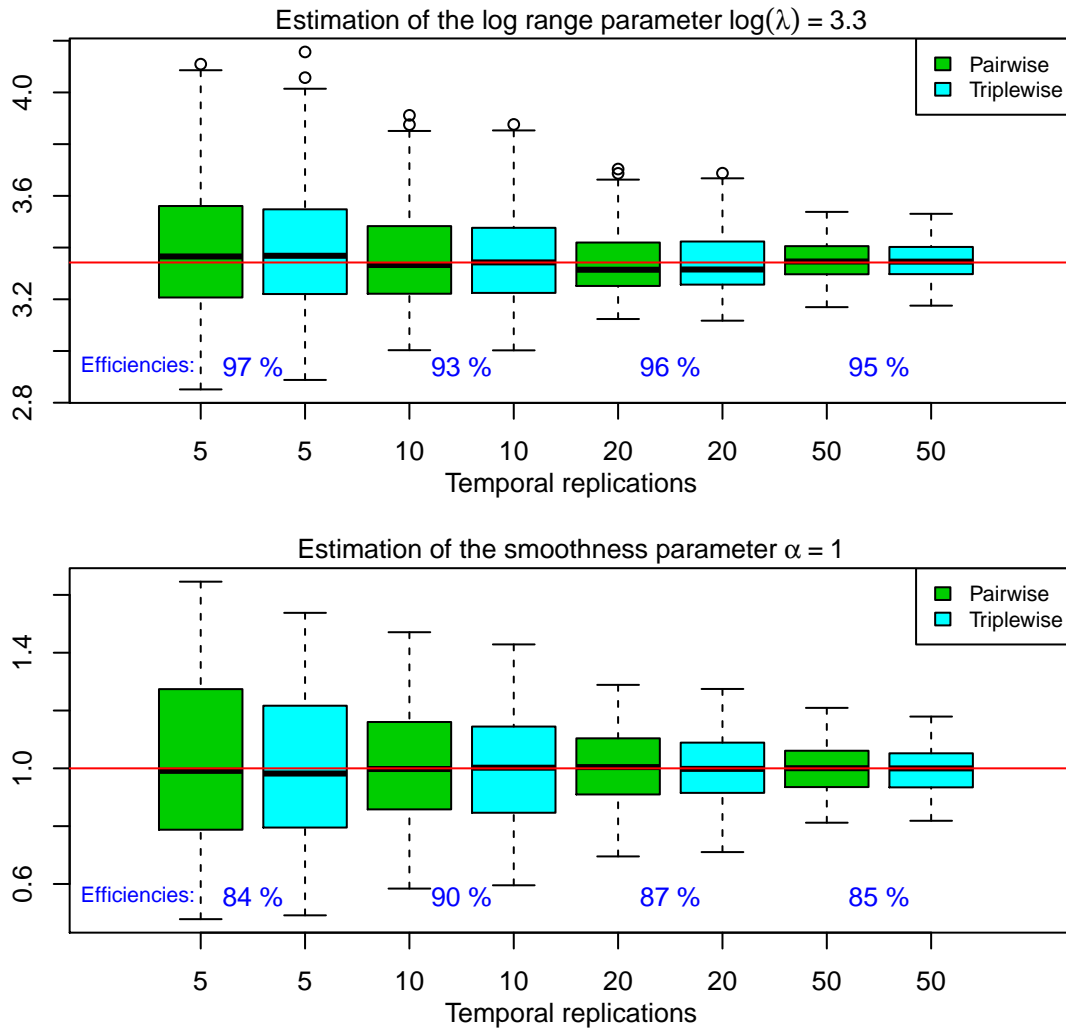 Estimation of the log range parameter log(λ) = 3.3
Pairwise
Triplewise
4.0
3.6
3.2
2.8
Efficiencies: 97 % 93 % 96 % 95 %
5 5 10 10 20 20 50 50
Temporal replications
Estimation of the smoothness parameter α = 1
Pairwise
Triplewise
1.4
1.0
0.6
Efficiencies: 84 % 90 % 87 % 85 %
5 5 10 10 20 20 50 50
Temporal replications